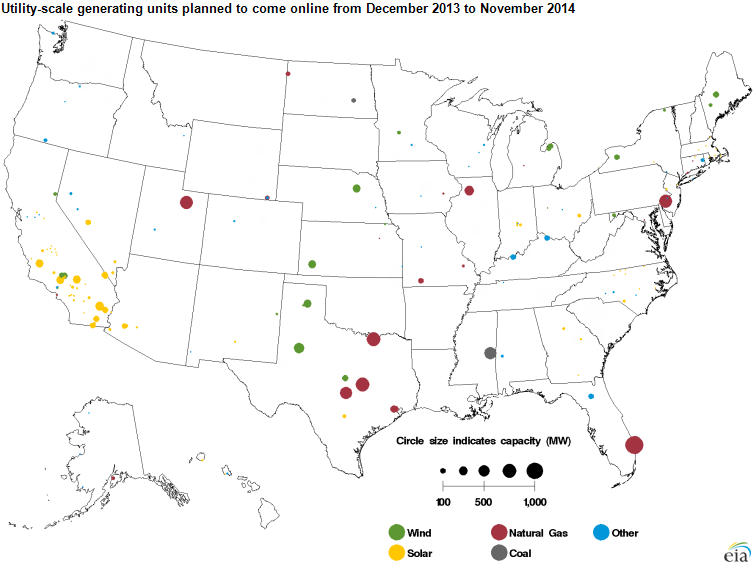 Utility-scale generating units planned to come online from December 2013 to November 2014
Circle size indicates capacity (MW)
100 500 1,000
Wind Natural Gas Other
Solar Coal
eia